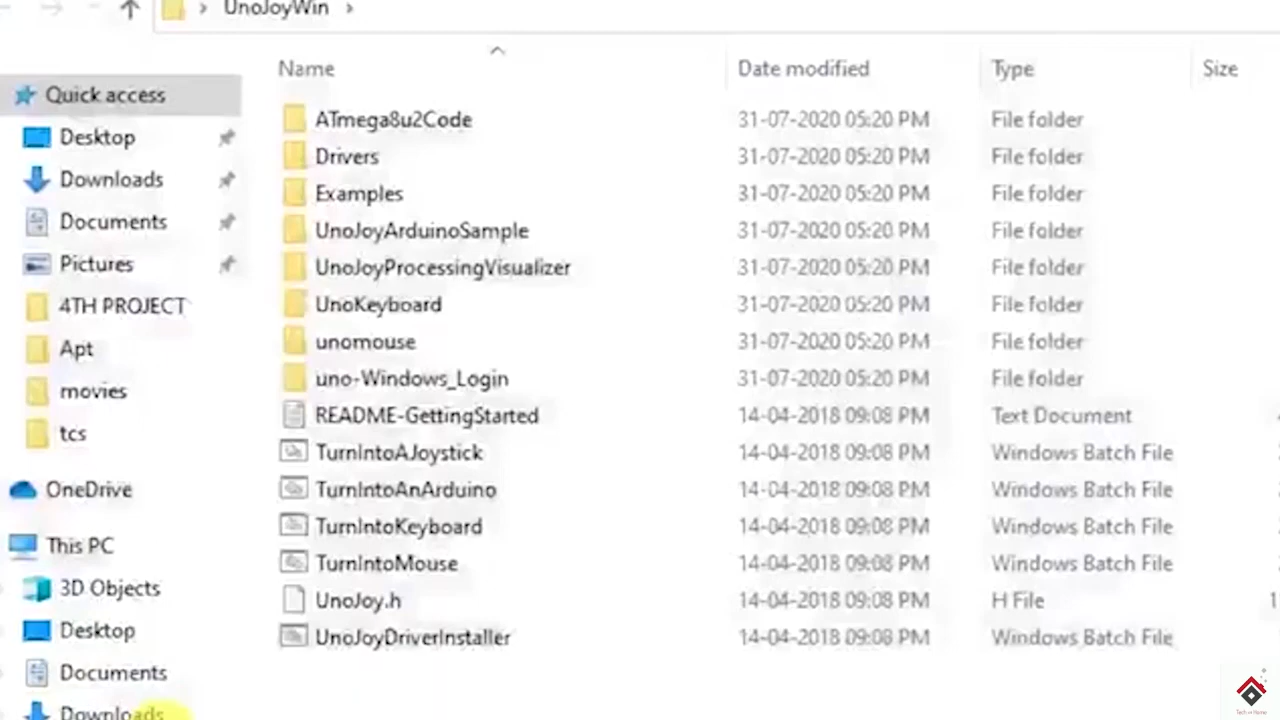 UnoJoyWin
Name Date modified Type Size
Quick access
Desktop
Downloads
Documents
Pictures
4TH PROJECT
Apt
movies
tcs
OneDrive
This PC
3D Objects
Desktop
Documents
Downloads
ATmega8u2Code 31-07-2020 05:20 PM File folder
Drivers 31-07-2020 05:20 PM File folder
Examples 31-07-2020 05:20 PM File folder
UnoJoyArduinoSample 31-07-2020 05:20 PM File folder
UnoJoyProcessingVisualizer 31-07-2020 05:20 PM File folder
UnoKeyboard 31-07-2020 05:20 PM File folder
unomouse 31-07-2020 05:20 PM File folder
uno-Windows_Login 31-07-2020 05:20 PM File folder
README-GettingStarted 14-04-2018 09:08 PM Text Document
TurnIntoAJoystick 14-04-2018 09:08 PM Windows Batch File
TurnIntoAnArduino 14-04-2018 09:08 PM Windows Batch File
TurnIntoKeyboard 14-04-2018 09:08 PM Windows Batch File
TurnIntoMouse 14-04-2018 09:08 PM Windows Batch File
UnoJoy.h 14-04-2018 09:08 PM H File 1
UnoJoyDriverInstaller 14-04-2018 09:08 PM Windows Batch File